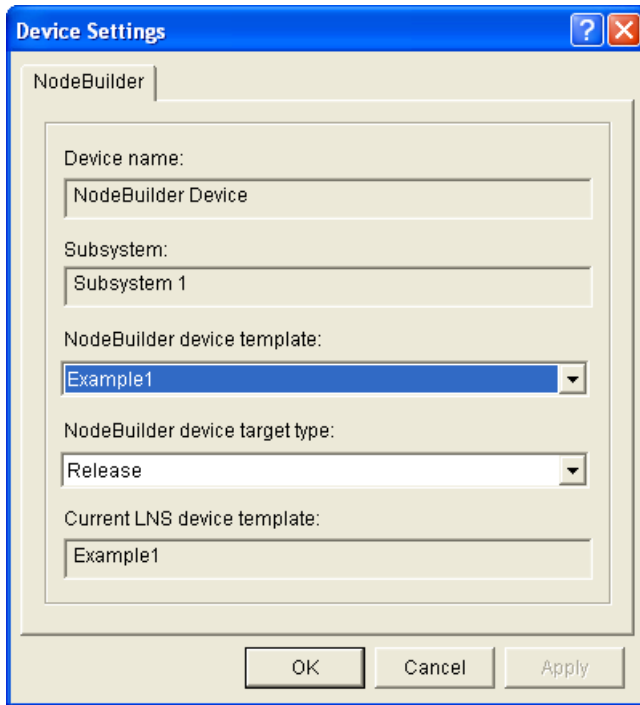 Device Settings
NodeBuilder
Device name:
NodeBuilder Device
Subsystem:
Subsystem 1
NodeBuilder device template:
Example1
NodeBuilder device target type:
Release
Current LNS device template:
Example1
OK Cancel Apply